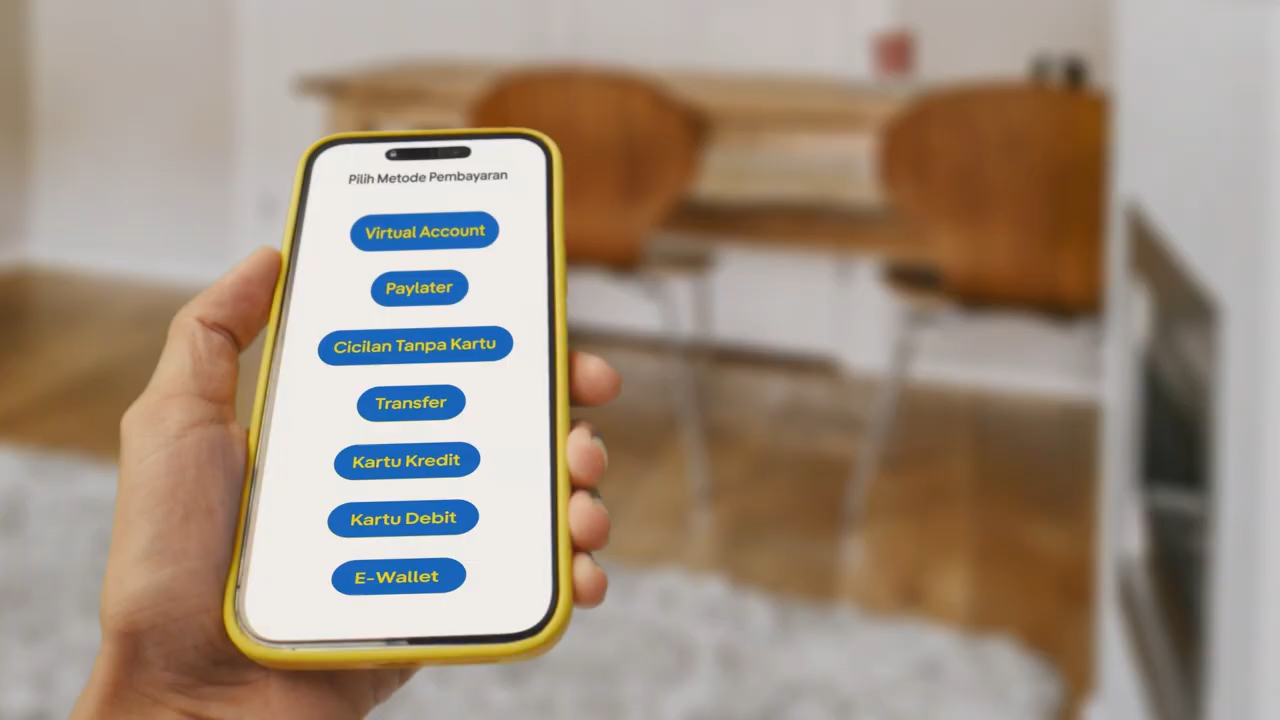 Pilih Metode Pembayaran
Virtual Account
Paylater
Cicilan Tanpa Kartu
Transfer
Kartu Kredit
Kartu Debit
E-Wallet